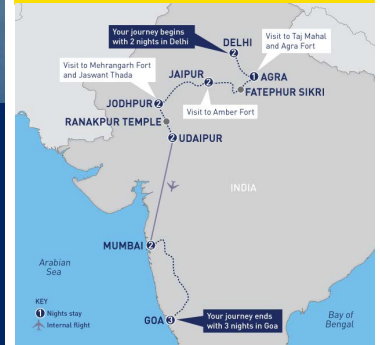 Your journey begins
with 2 nights in Delhi
DELHI
2
Visit to Taj Mahal
and Agra Fort
Visit to Mehrangarh Fort
and Jaswant Thada
JAIPUR
2
1 AGRA
FATEPHUR SIKRI
JODHPUR 2
Visit to Amber Fort
RANAKPUR TEMPLE
2 UDAIPUR
INDIA
MUMBAI 2
Arabian
Sea
KEY
1 Nights stay
Internal flight
GOA 3
Your journey ends
with 3 nights in Goa
Bay of
Bengal